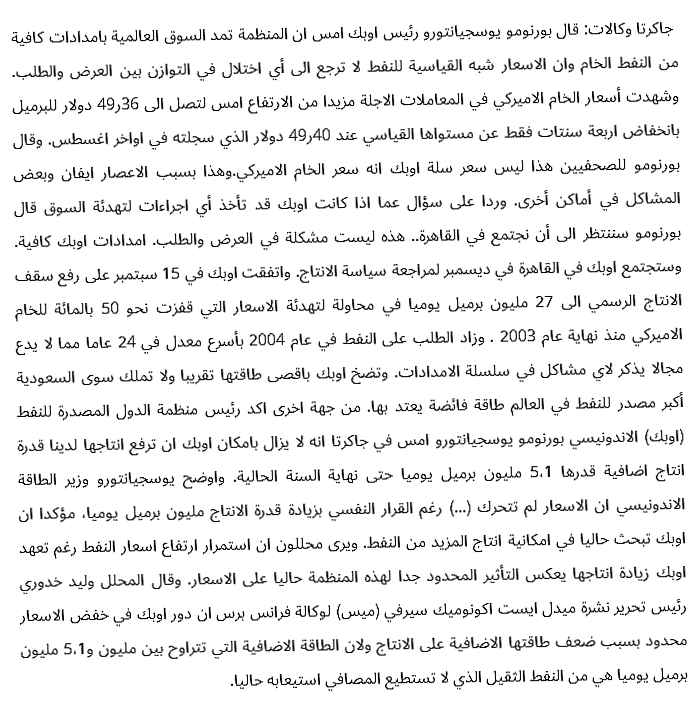 جاكرتا وكالات: قال بورنومو يوسجيانتورو رئيس اوبك امس ان المنظمة تمد السوق العالمية بامدادات كافية
من النفط الخام وان الاسعار شبه القياسية للنفط لا ترجع الى أي اختلال في التوازن بين العرض والطلب.
وشهدت أسعار الخام الاميركي في المعاملات الاجلة مزيدا من الارتفاع امس لتصل الى 36ر49 دولار للبرميل
بانخفاض اربعة سنتات فقط عن مستواها القياسي عند 40ر49 دولار الذي سجلته في اواخر اغسطس. وقال
بورنومو للصحفيين هذا ليس سعر سلة اوبك انه سعر الخام الاميركي.وهذا بسبب الاعصار ايفان وبعض
المشاكل في أماكن أخرى. وردا على سؤال عما اذا كانت اوبك قد تأخذ أي اجراءات لتهدئة السوق قال
بورنومو سننتظر الى أن نجتمع في القاهرة.. هذه ليست مشكلة في العرض والطلب. امدادات اوبك كافية.
وستجتمع اوبك في القاهرة في ديسمبر لمراجعة سياسة الانتاج. واتفقت اوبك في 15 سبتمبر على رفع سقف
الانتاج الرسمي الى 27 مليون برميل يوميا في محاولة لتهدئة الاسعار التي قفزت نحو 50 بالمائة للخام
الاميركي منذ نهاية عام 2003 . وزاد الطلب على النفط في عام 2004 بأسرع معدل في 24 عاما مما لا يدع
مجالا يذكر لاي مشاكل في سلسلة الامدادات. وتضخ اوبك باقصى طاقتها تقريبا ولا تملك سوى السعودية
أكبر مصدر للنفط في العالم طاقة فائضة يعتد بها. من جهة اخرى اكد رئيس منظمة الدول المصدرة للنفط
(اوبك) الاندونيسي بورنومو يوسجيانتورو امس في جاكرتا انه لا يزال بامكان اوبك ان ترفع انتاجها لدينا قدرة
انتاج اضافية قدرها 5،1 مليون برميل يوميا حتى نهاية السنة الحالية. واوضح يوسجيانتورو وزير الطاقة
الاندونيسي ان الاسعار لم تتحرك (...) رغم القرار النفسي بزيادة قدرة الانتاج مليون برميل يوميا، مؤكدا ان
اوبك تبحث حاليا في امكانية انتاج المزيد من النفط. ويرى محللون ان استمرار ارتفاع اسعار النفط رغم تعهد
اوبك زيادة انتاجها يعكس التأثير المحدود جدا لهذه المنظمة حاليا على الاسعار. وقال المحلل وليد خدوري
رئيس تحرير نشرة ميدل ايست اكونوميك سيرفي (ميس) لوكالة فرانس برس ان دور اوبك في خفض الاسعار
محدود بسبب ضعف طاقتها الاضافية على الانتاج ولان الطاقة الاضافية التي تتراوح بين مليون و5،1 مليون
برميل يوميا هي من النفط الثقيل الذي لا تستطيع المصافي استيعابه حاليا.